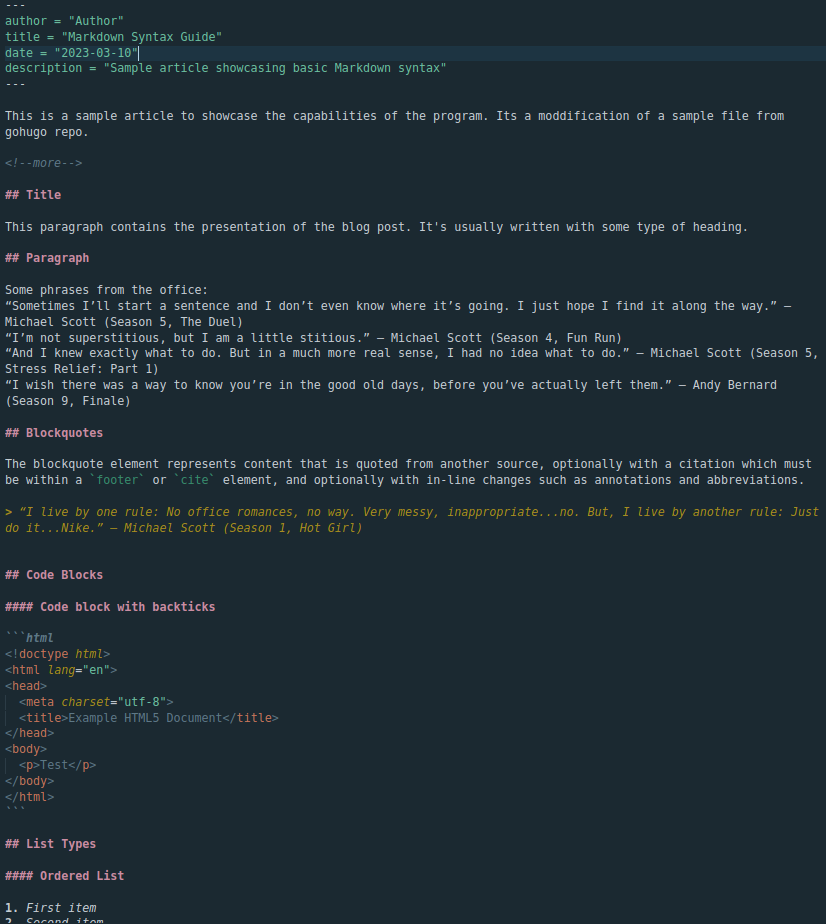 ---
author = "Author"
title = "Markdown Syntax Guide"
date = "2023-03-10"
description = "Sample article showcasing basic Markdown syntax"
---
This is a sample article to showcase the capabilities of the program. Its a moddification of a sample file from
gohugo repo.
<!--more-->
## Title
This paragraph contains the presentation of the blog post. It's usually written with some type of heading.
## Paragraph
Some phrases from the office:
“Sometimes I’ll start a sentence and I don’t even know where it’s going. I just hope I find it along the way.” —
Michael Scott (Season 5, The Duel)
“I’m not superstitious, but I am a little stitious.” — Michael Scott (Season 4, Fun Run)
“And I knew exactly what to do. But in a much more real sense, I had no idea what to do.” — Michael Scott (Season 5,
Stress Relief: Part 1)
“I wish there was a way to know you’re in the good old days, before you’ve actually left them.” — Andy Bernard
(Season 9, Finale)
## Blockquotes
The blockquote element represents content that is quoted from another source, optionally with a citation which must
be within a `footer` or `cite` element, and optionally with in-line changes such as annotations and abbreviations.
> “I live by one rule: No office romances, no way. Very messy, inappropriate...no. But, I live by another rule: Just
do it...Nike.” — Michael Scott (Season 1, Hot Girl)
## Code Blocks
#### Code block with backticks
```html
<!doctype html>
<html lang="en">
<head>
  <meta charset="utf-8">
  <title>Example HTML5 Document</title>
</head>
<body>
  <p>Test</p>
</body>
</html>
```
## List Types
#### Ordered List
1. First item
2. Second item